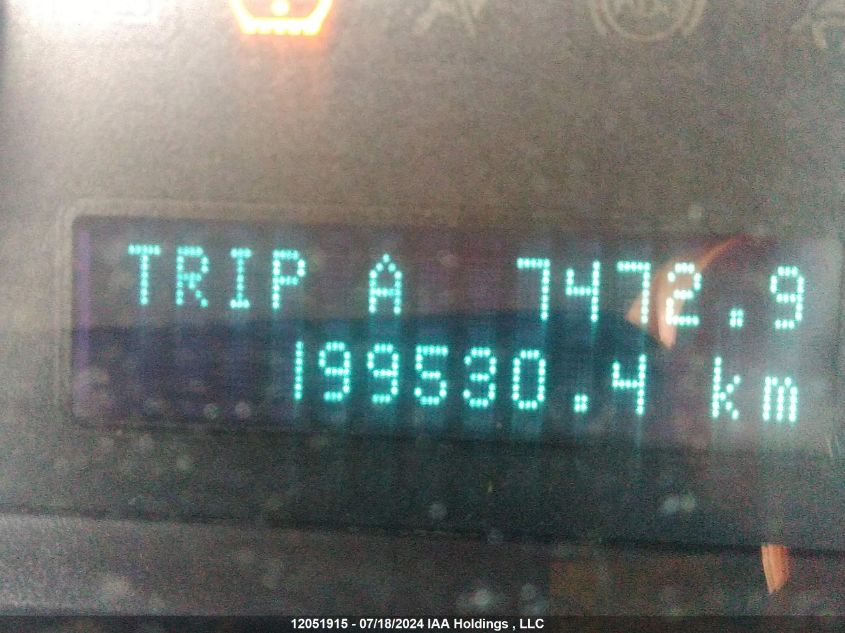 TRIP A 7472.9
199530.4 km
12051915 - 07/18/2024 IAA Holdings , LLC